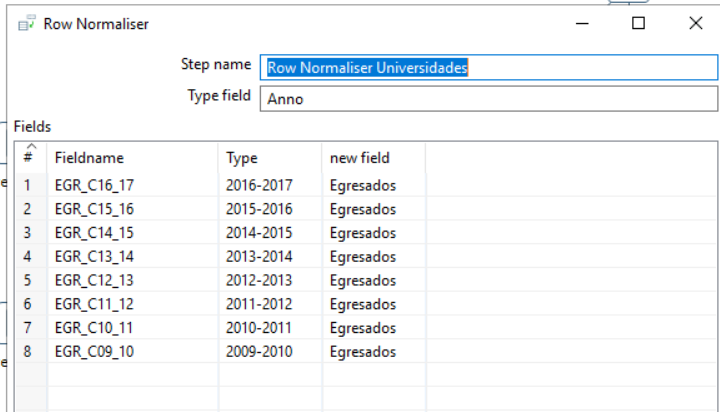 Row Normaliser
Step name Row Normaliser Universidades
Type field Anno
Fields
# Fieldname Type new field
1 EGR_C16_17 2016-2017 Egresados
2 EGR_C15_16 2015-2016 Egresados
3 EGR_C14_15 2014-2015 Egresados
4 EGR_C13_14 2013-2014 Egresados
5 EGR_C12_13 2012-2013 Egresados
6 EGR_C11_12 2011-2012 Egresados
7 EGR_C10_11 2010-2011 Egresados
8 EGR_C09_10 2009-2010 Egresados